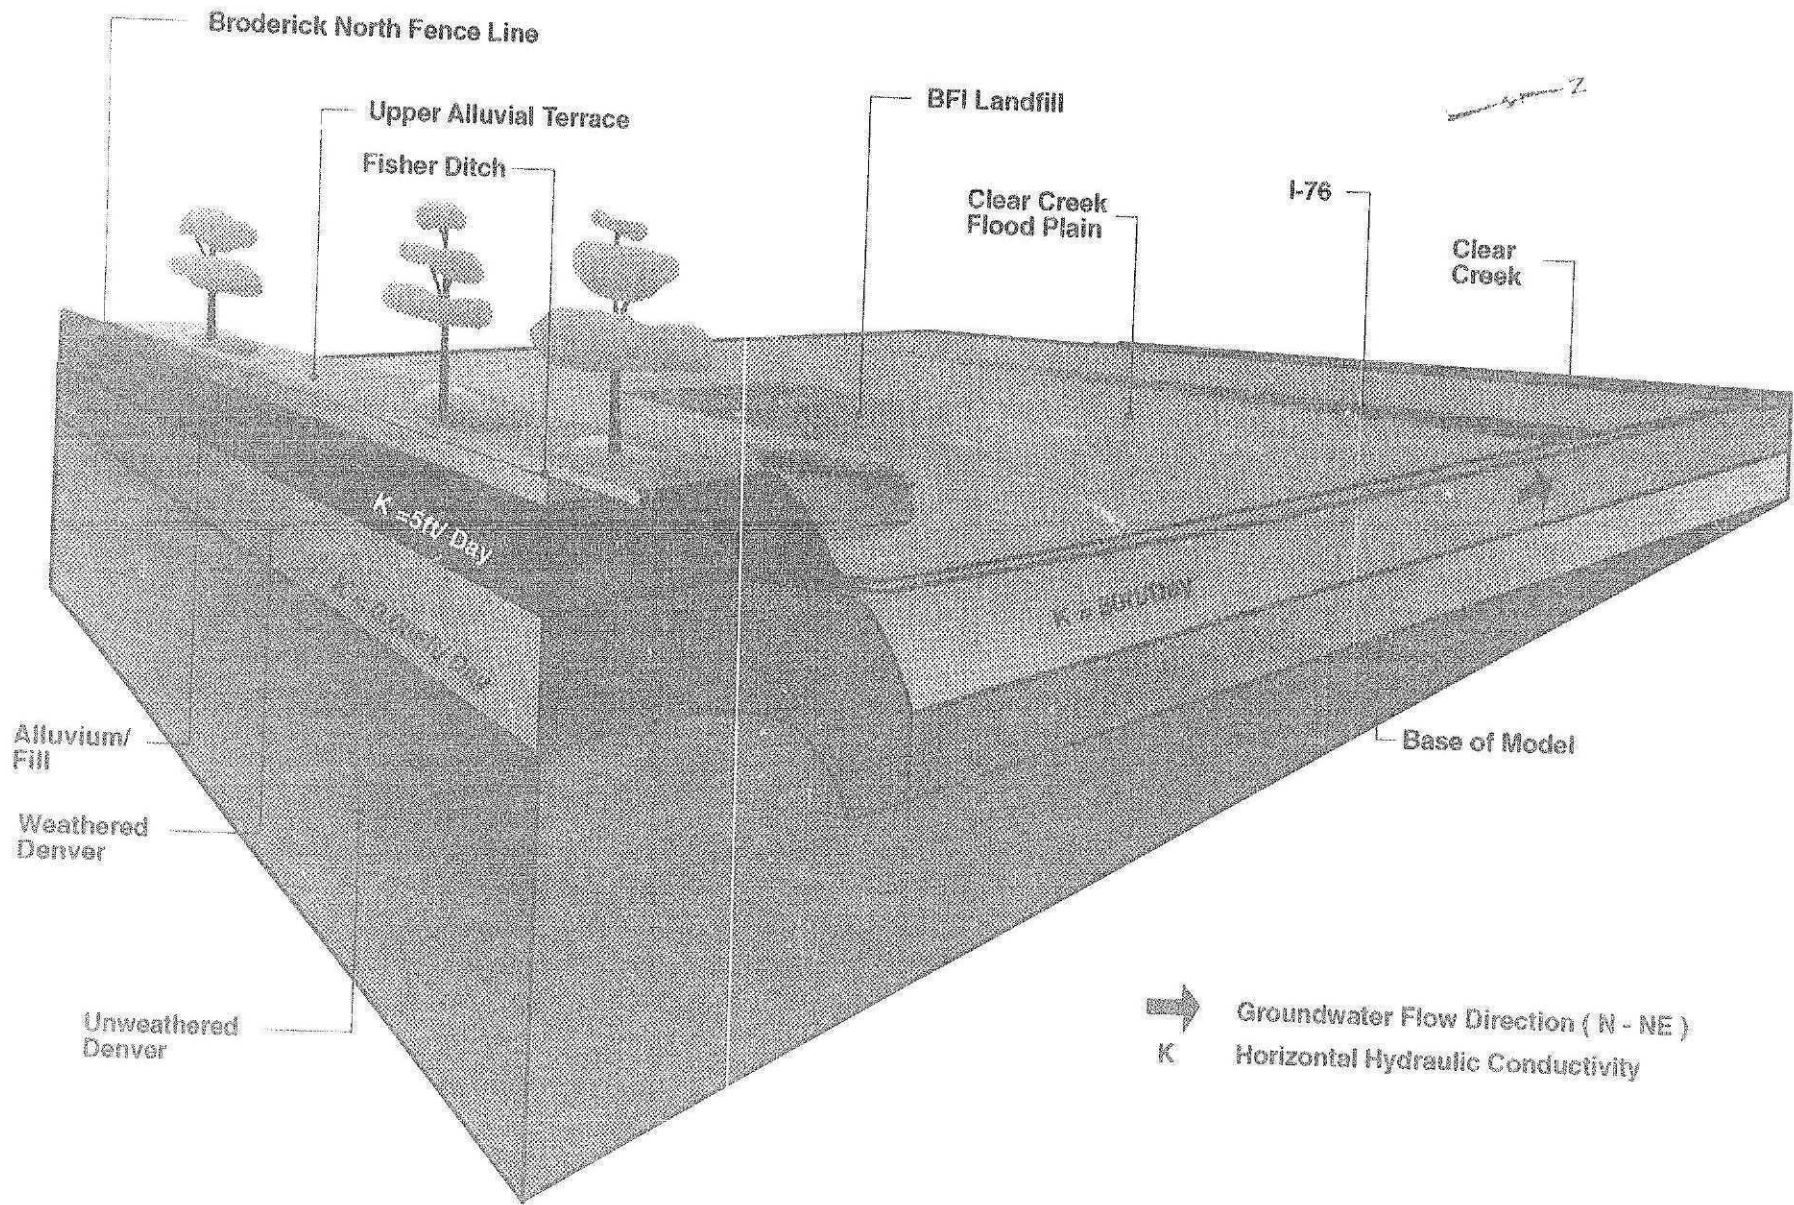 Broderick North Fence Line
Upper Alluvial Terrace
BFI Landfill
Fisher Ditch
Clear Creek
Flood Plain
I-76
Clear
Creek
K =5ft/ Day
Alluvium/
Fill
Weathered
Denver
Unweathered
Denver
Base of Model
Groundwater Flow Direction ( N - NE )
K Horizontal Hydraulic Conductivity